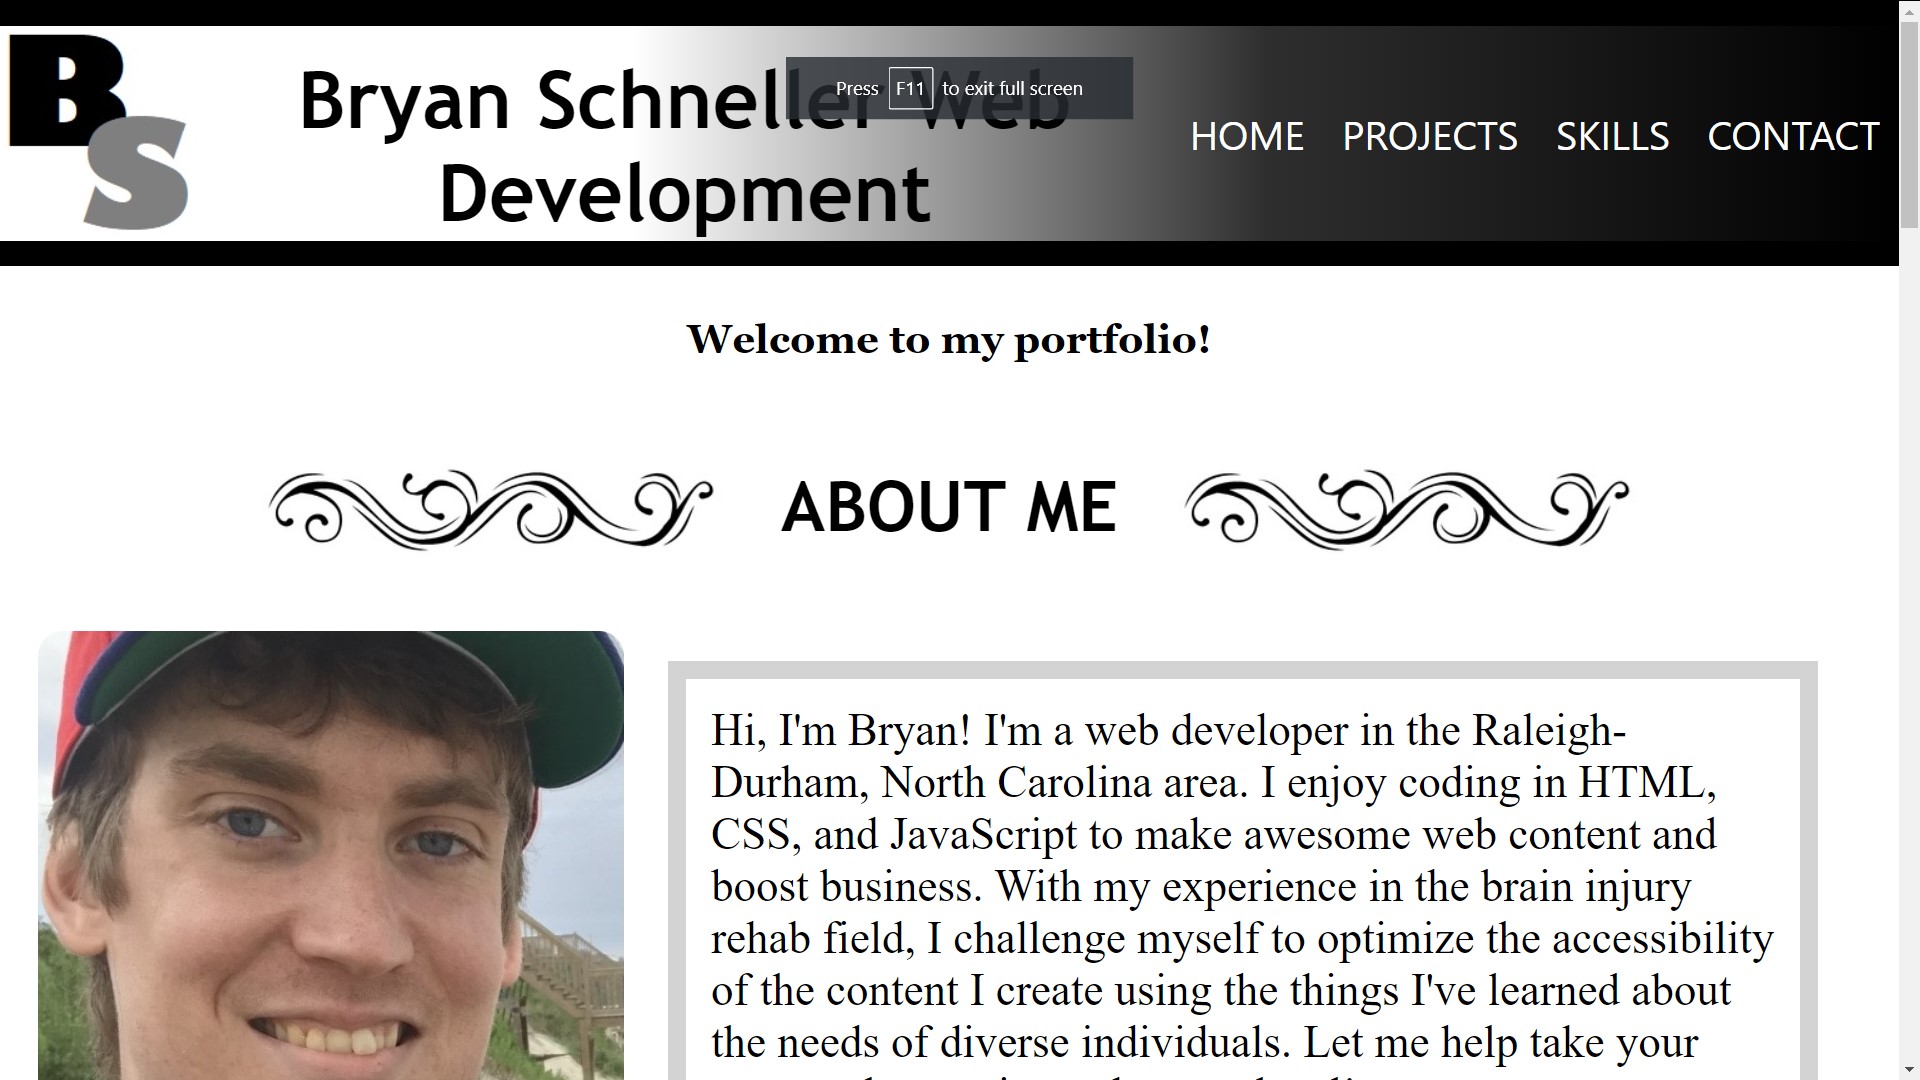 BS
Bryan Schneller Web
Development
Press F11 to exit full screen
HOME PROJECTS SKILLS CONTACT
Welcome to my portfolio!
ABOUT ME
Hi, I'm Bryan! I'm a web developer in the Raleigh-
Durham, North Carolina area. I enjoy coding in HTML,
CSS, and JavaScript to make awesome web content and
boost business. With my experience in the brain injury
rehab field, I challenge myself to optimize the accessibility
of the content I create using the things I've learned about
the needs of diverse individuals. Let me help take your